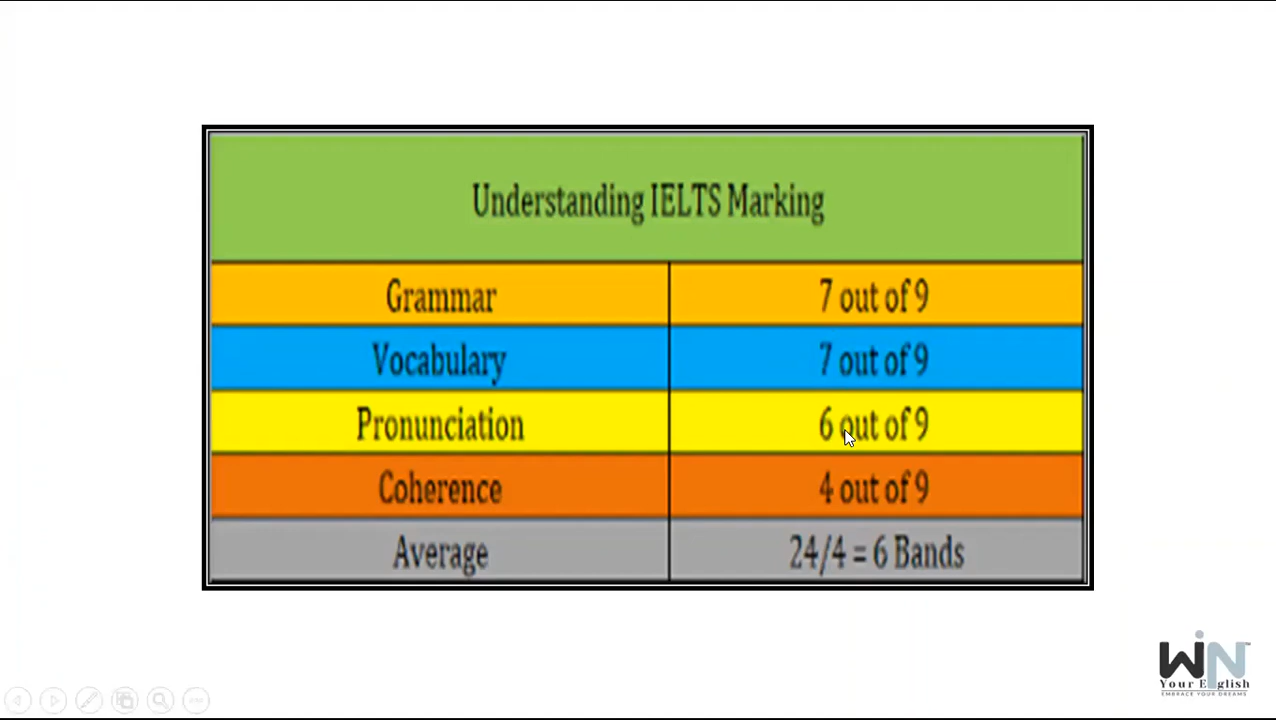 Understanding IELTS Marking
Grammar 7 out of 9
Vocabulary 7 out of 9
Pronunciation 6 out of 9
Coherence 4 out of 9
Average 24/4 = 6 Bands
WIN
Your English
EMBRACE YOUR DREAMS